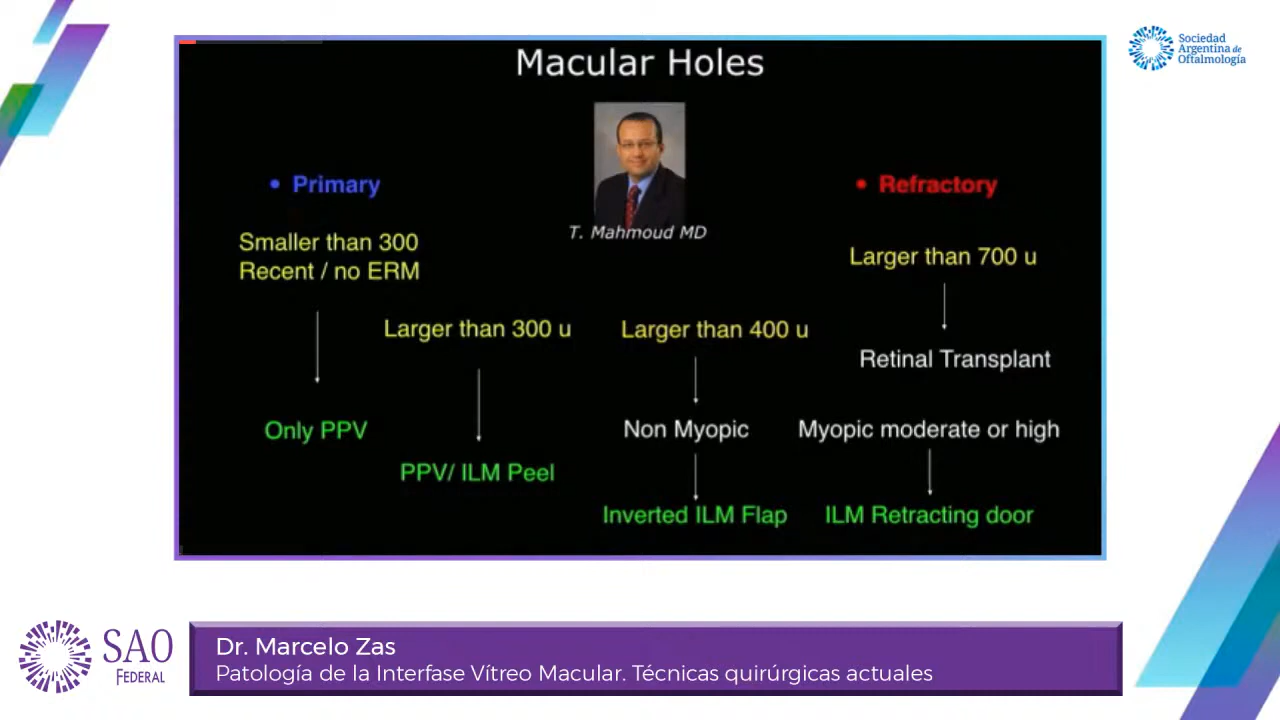 Macular Holes
Sociedad
Argentina de
Oftalmología
T. Mahmoud MD
• Primary
Smaller than 300
Recent / no ERM
Only PPV
Larger than 300 u
PPV/ ILM Peel
Larger than 400 u
Non Myopic
Inverted ILM Flap
• Refractory
Larger than 700 u
Retinal Transplant
Myopic moderate or high
ILM Retracting door
SAO
FEDERAL
Dr. Marcelo Zas
Patología de la Interfase Vítreo Macular. Técnicas quirúrgicas actuales